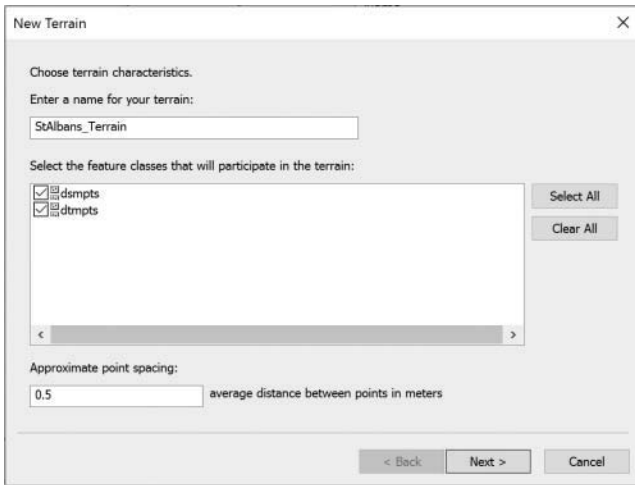 New Terrain
Choose terrain characteristics.
Enter a name for your terrain:
StAlbans_Terrain
Select the feature classes that will participate in the terrain:
dsmpts
dtmpts
Select All
Clear All
Approximate point spacing:
0.5 average distance between points in meters
< Back Next > Cancel